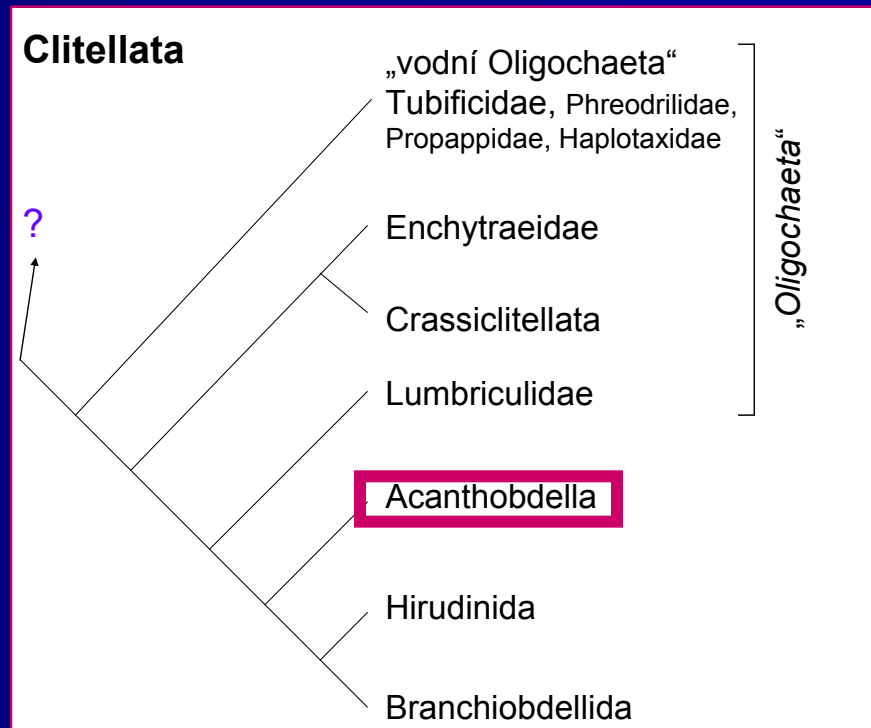 Clitellata
„vodní Oligochaeta“
Tubificidae, Phreodrilidae,
Propappidae, Haplotaxidae
?
Enchytraeidae
Crassiclitellata
Lumbriculidae
„Oligochaeta“
Acanthobdella
Hirudinida
Branchiobdellida